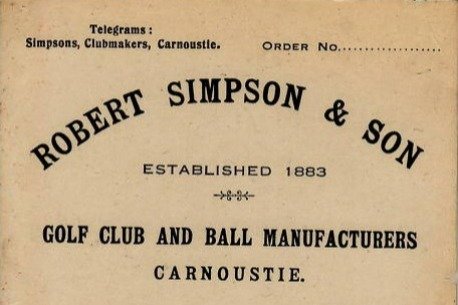 Telegrams:
Simpsons, Clubmakers, Carnoustie.
ORDER NO...................
ROBERT SIMPSON & SON
ESTABLISHED 1883
GOLF CLUB AND BALL MANUFACTURERS
CARNOUSTIE.